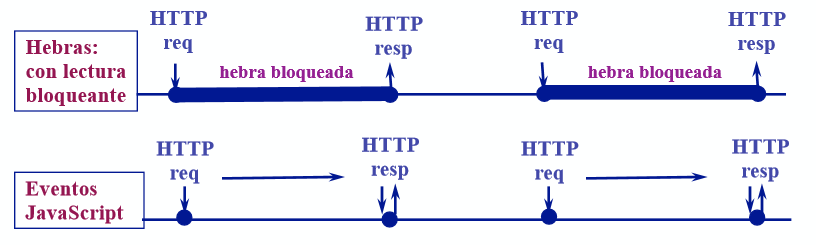 HTTP
req
HTTP
resp
HTTP
req
HTTP
resp
Hebras:
con lectura
bloqueante
hebra bloqueada
hebra bloqueada
HTTP
req
HTTP
resp
HTTP
req
HTTP
resp
Eventos
JavaScript